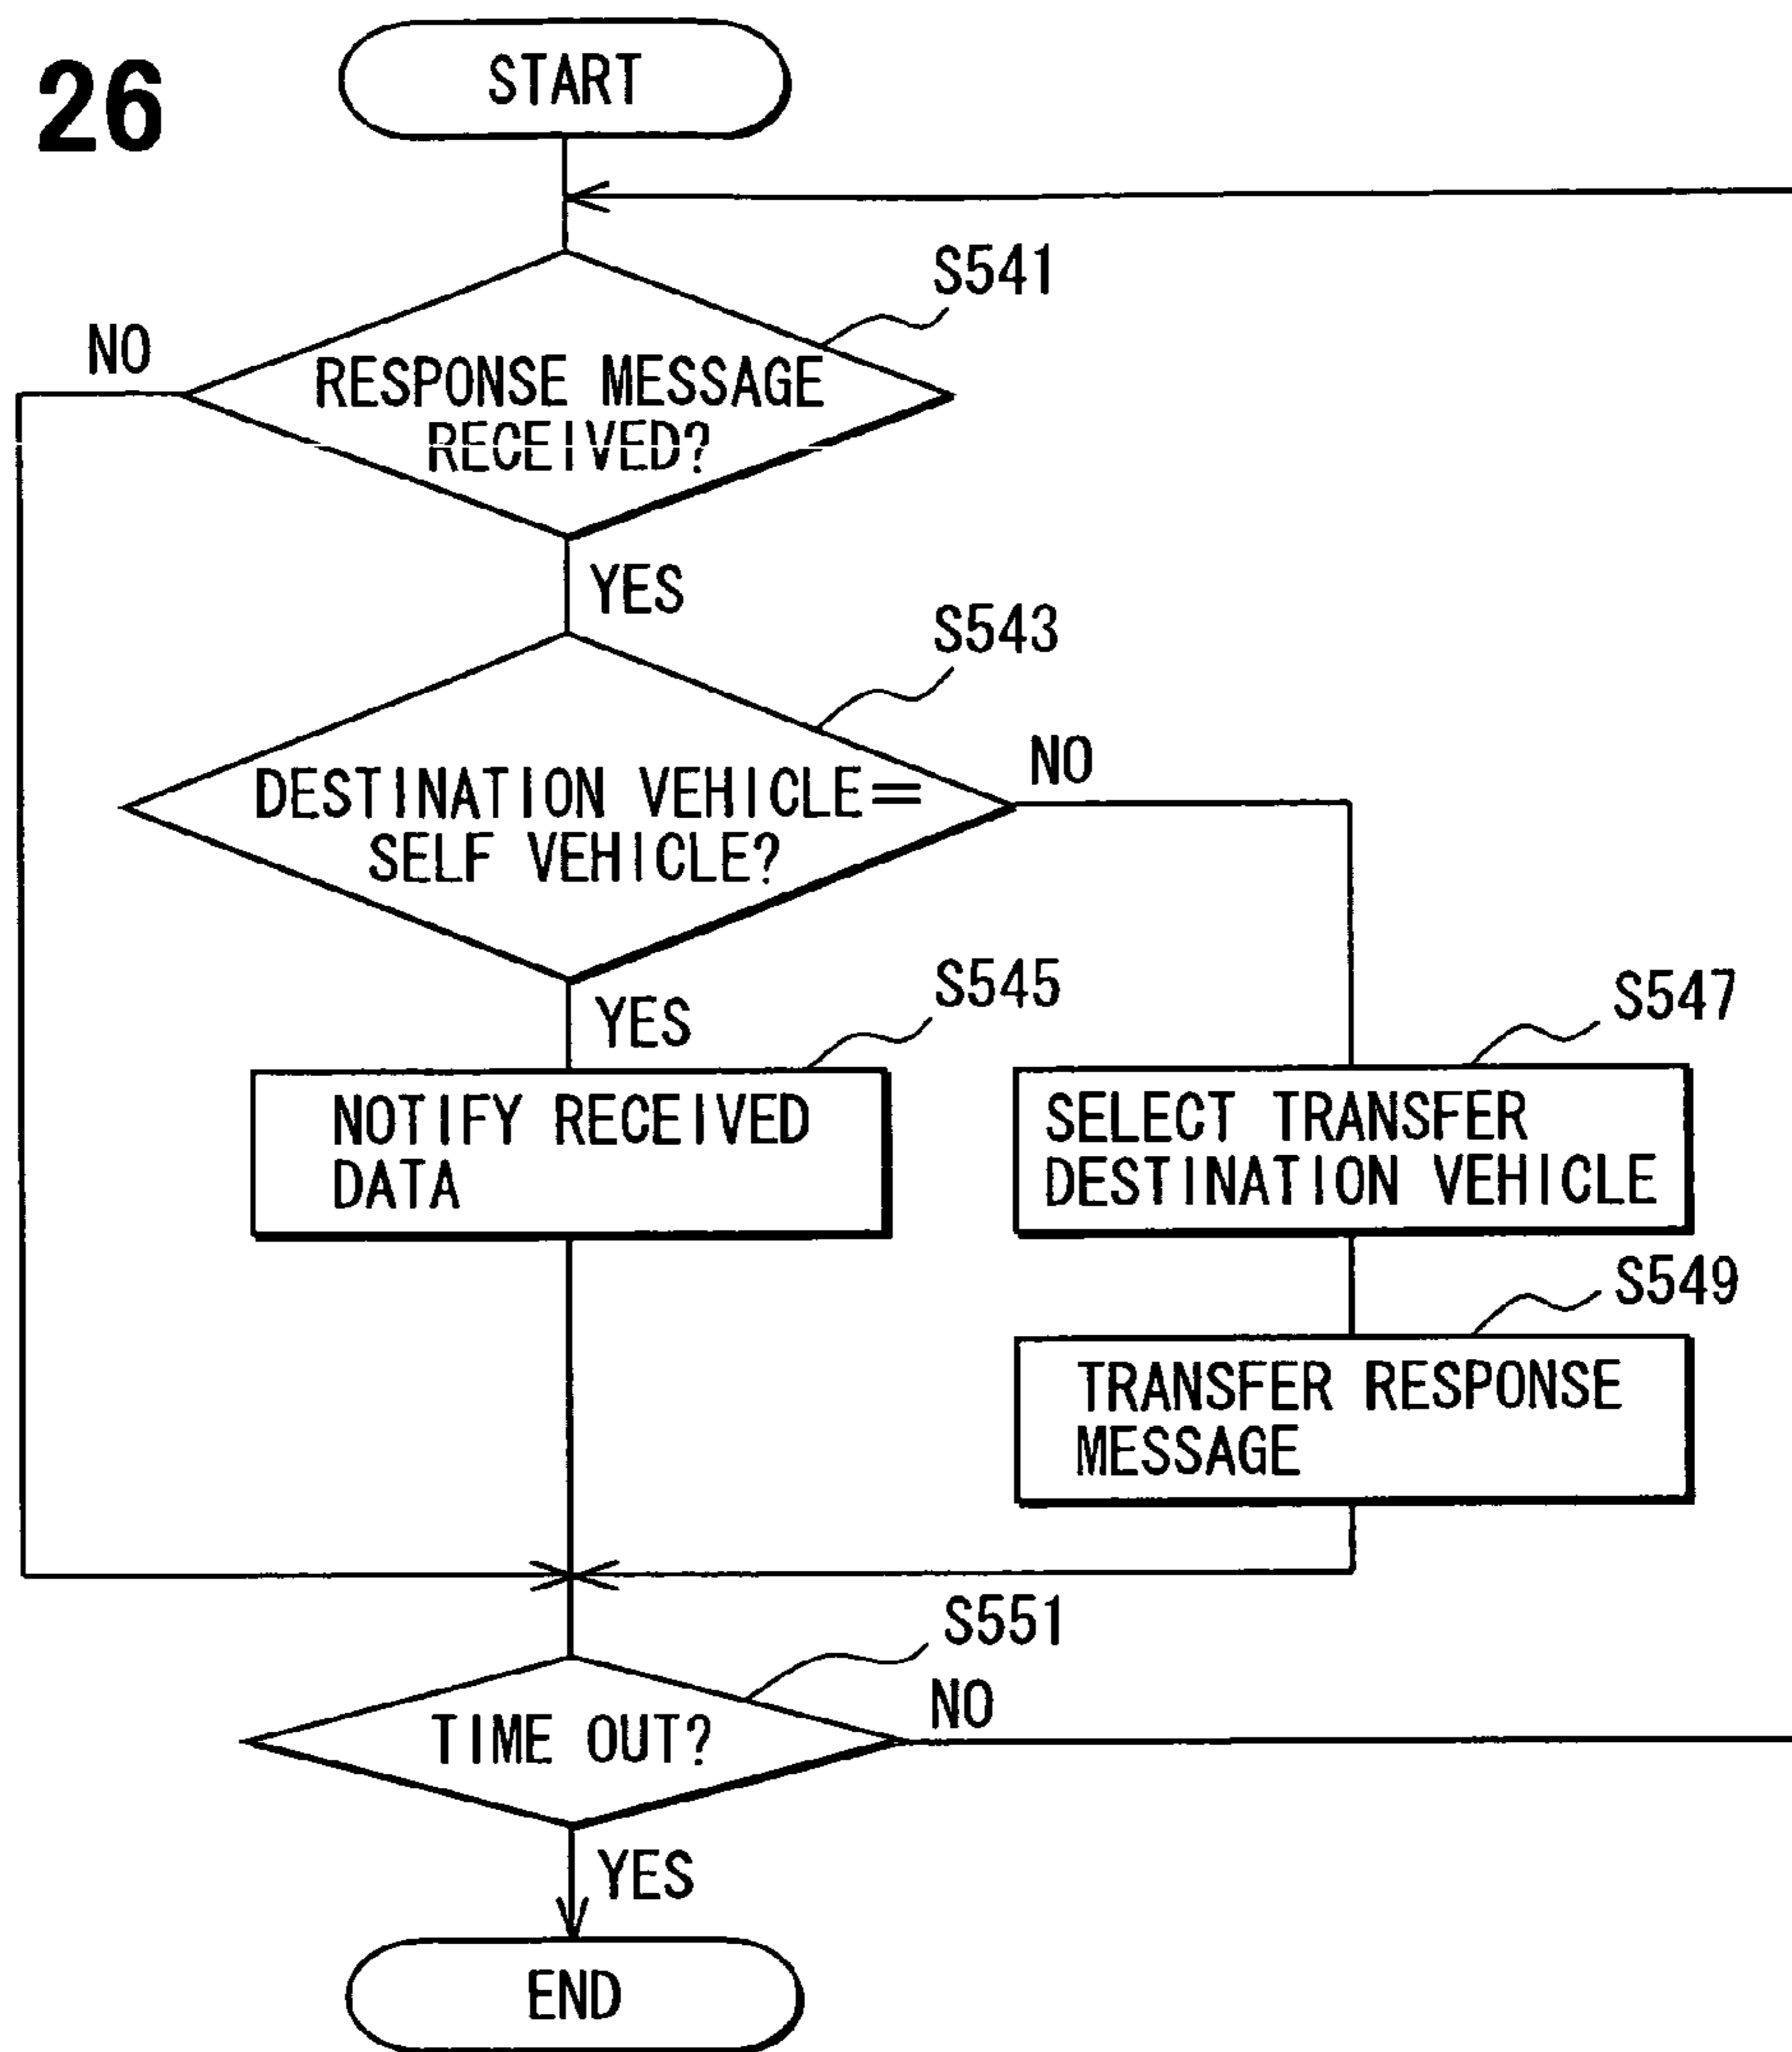 26
START
S541
NO
RESPONSE MESSAGE
RECEIVED?
YES
S543
NO
DESTINATION VEHICLE=
SELF VEHICLE?
YES
S545
S547
NOTIFY RECEIVED
DATA
SELECT TRANSFER
DESTINATION VEHICLE
S549
TRANSFER RESPONSE
MESSAGE
S551
NO
TIME OUT?
YES
END